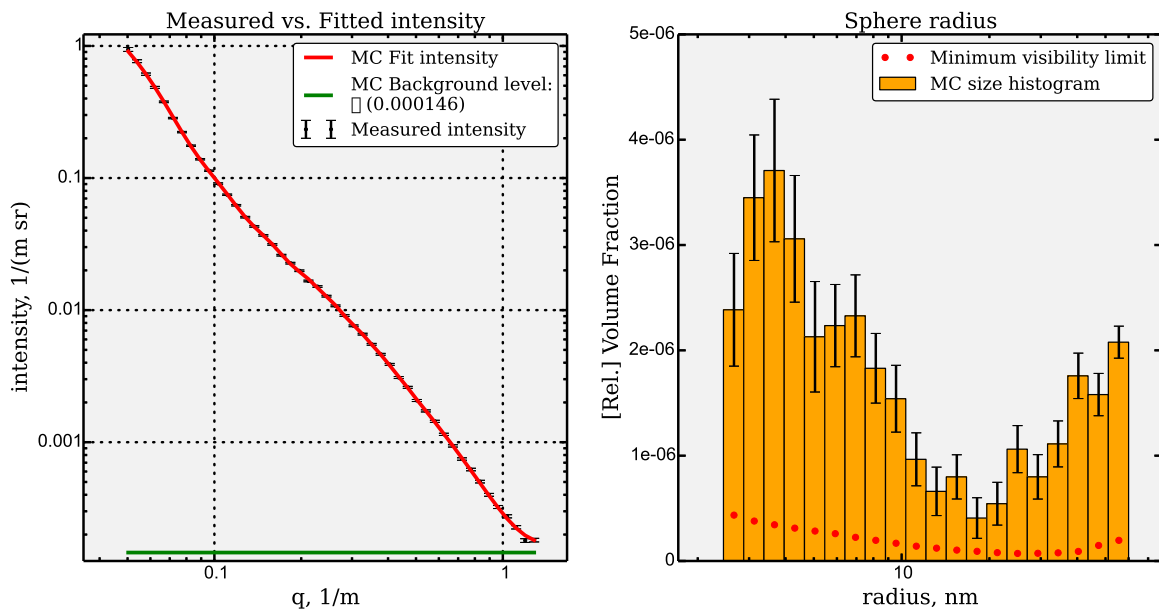 Measured vs. Fitted intensity
MC Fit intensity
MC Background level:
▯ (0.000146)
Measured intensity
1
0.1
0.01
0.001
intensity, 1/(m sr)
0.1
1
q, 1/m
Sphere radius
Minimum visibility limit
MC size histogram
5e-06
4e-06
3e-06
2e-06
1e-06
0
[Rel.] Volume Fraction
10
radius, nm